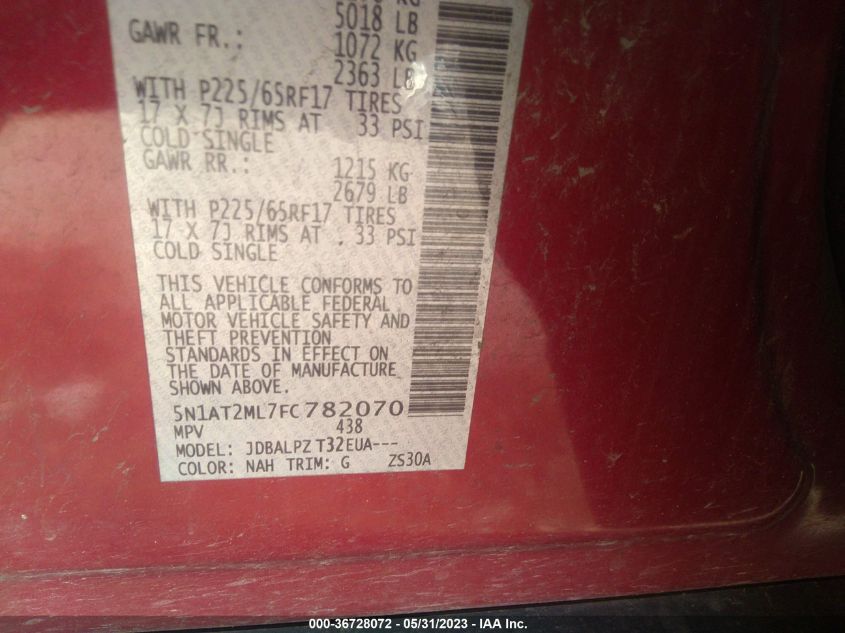 5018 LB
GAWR FR.: 1072 KG
2363 LB
WITH P225/65RF17 TIRES
17 X 7J RIMS AT 33 PSI
COLD SINGLE
GAWR RR.: 1215 KG
2679 LB
WITH P225/65RF17 TIRES
17 X 7J RIMS AT . 33 PSI
COLD SINGLE
THIS VEHICLE CONFORMS TO
ALL APPLICABLE FEDERAL
MOTOR VEHICLE SAFETY AND
THEFT PREVENTION
STANDARDS IN EFFECT ON
THE DATE OF MANUFACTURE
SHOWN ABOVE.
5N1AT2ML7FC782070
MPV 438
MODEL: JDBALPZ T32EUA---
COLOR: NAH TRIM: G ZS30A
000-36728072 - 05/31/2023 - IAA Inc.